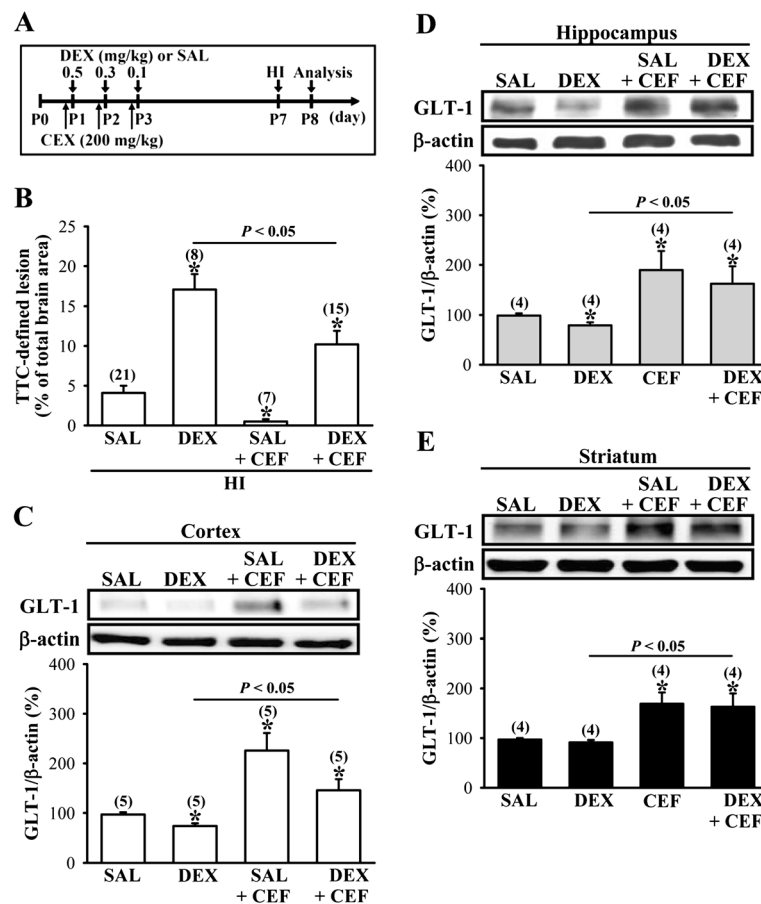 A
DEX (mg/kg) or SAL
0.5 0.3 0.1 HI Analysis
P0 P1 P2 P3 P7 P8 (day)
CEX (200 mg/kg)
B
TTC-defined lesion
(% of total brain area)
25
20
15
10
5
0
P < 0.05
(21)
(8)
*
(7)
*
(15)
*
SAL DEX SAL DEX
+ CEF + CEF
HI
C
Cortex
SAL DEX
SAL DEX + CEF + CEF
GLT-1
β-actin
GLT-1/β-actin (%)
400
300
200
100
0
P < 0.05
(5)
(5)
*
(5)
*
(5)
*
SAL DEX SAL DEX
+ CEF + CEF
D
Hippocampus
SAL DEX
SAL DEX + CEF + CEF
GLT-1
β-actin
GLT-1/β-actin (%)
400
300
200
100
0
P < 0.05
(4)
(4)
*
(4)
*
(4)
*
SAL DEX CEF DEX
+ CEF
E
Striatum
SAL DEX
SAL DEX + CEF + CEF
GLT-1
β-actin
GLT-1/β-actin (%)
400
300
200
100
0
P < 0.05
(4)
(4)
(4)
*
(4)
*
SAL DEX CEF DEX
+ CEF